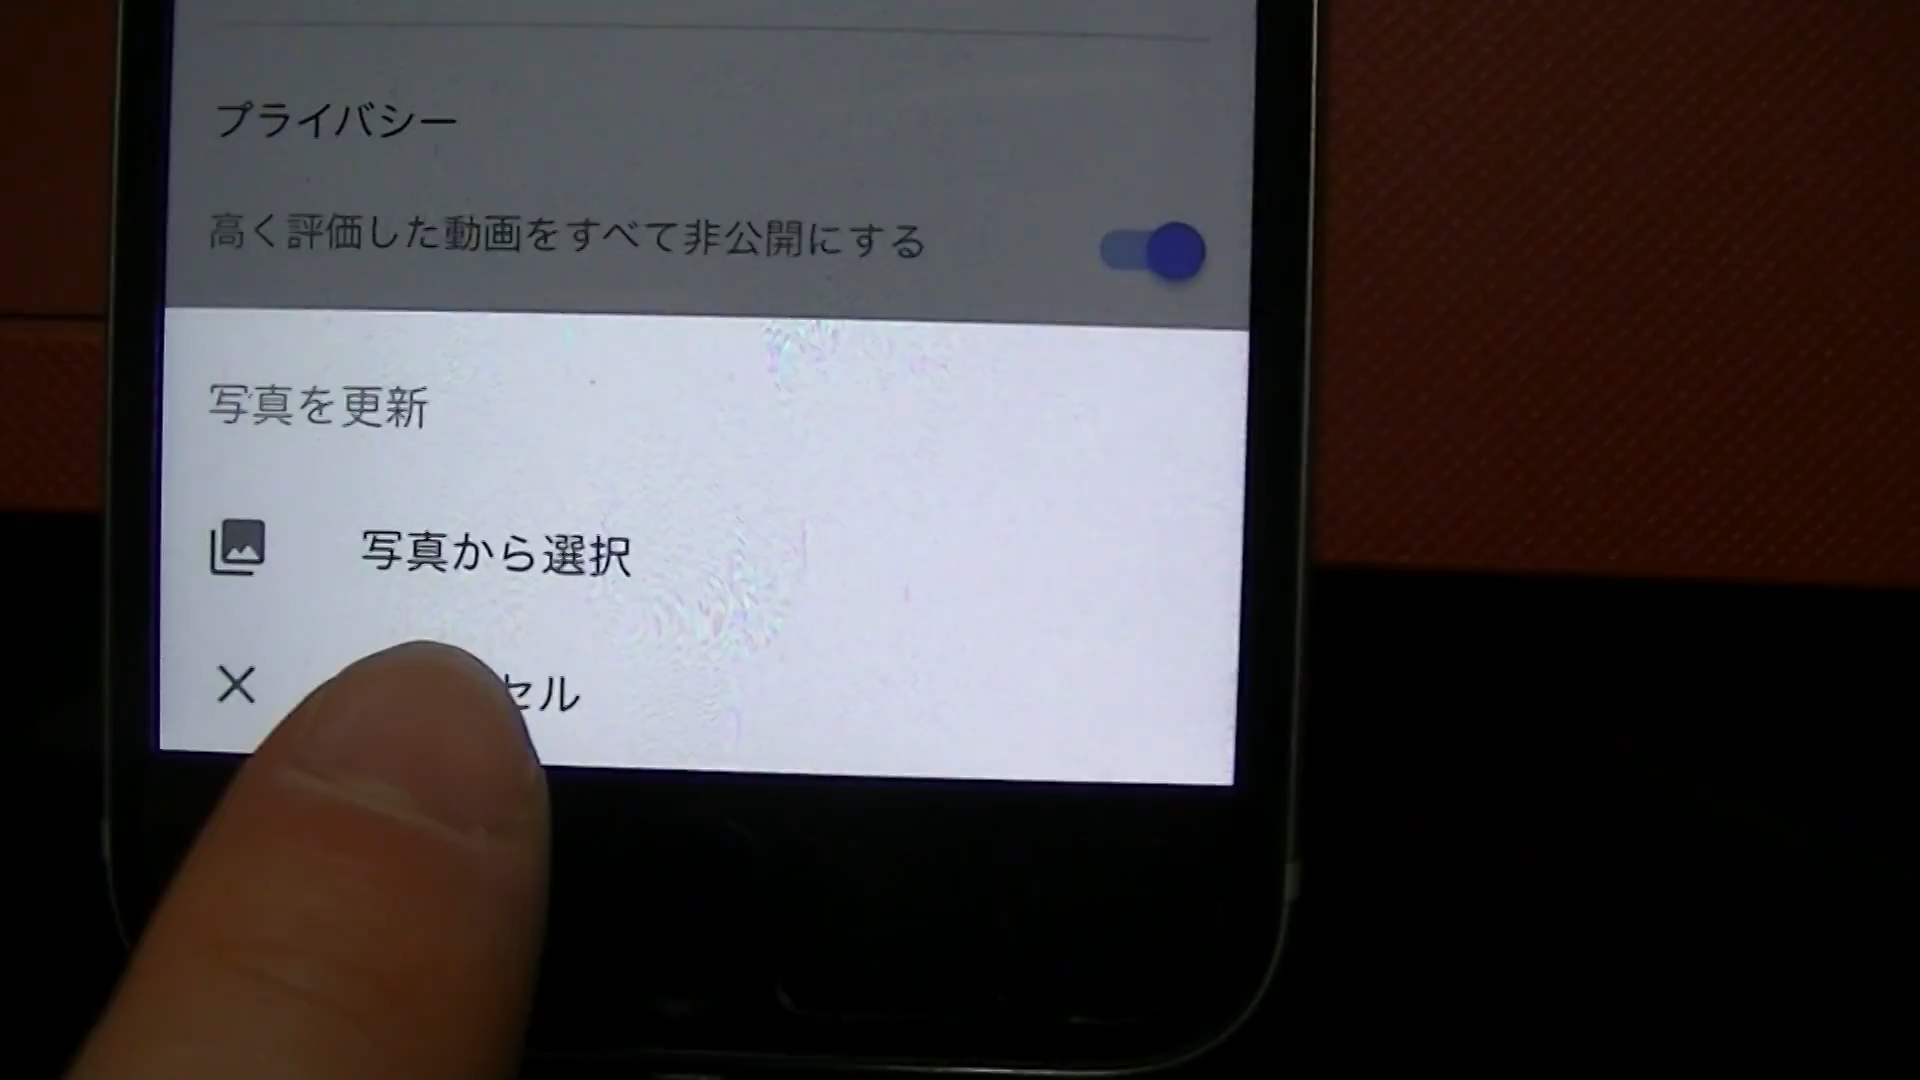 プライバシー
高く評価した動画をすべて非公開にする
写真を更新
写真から選択
セル